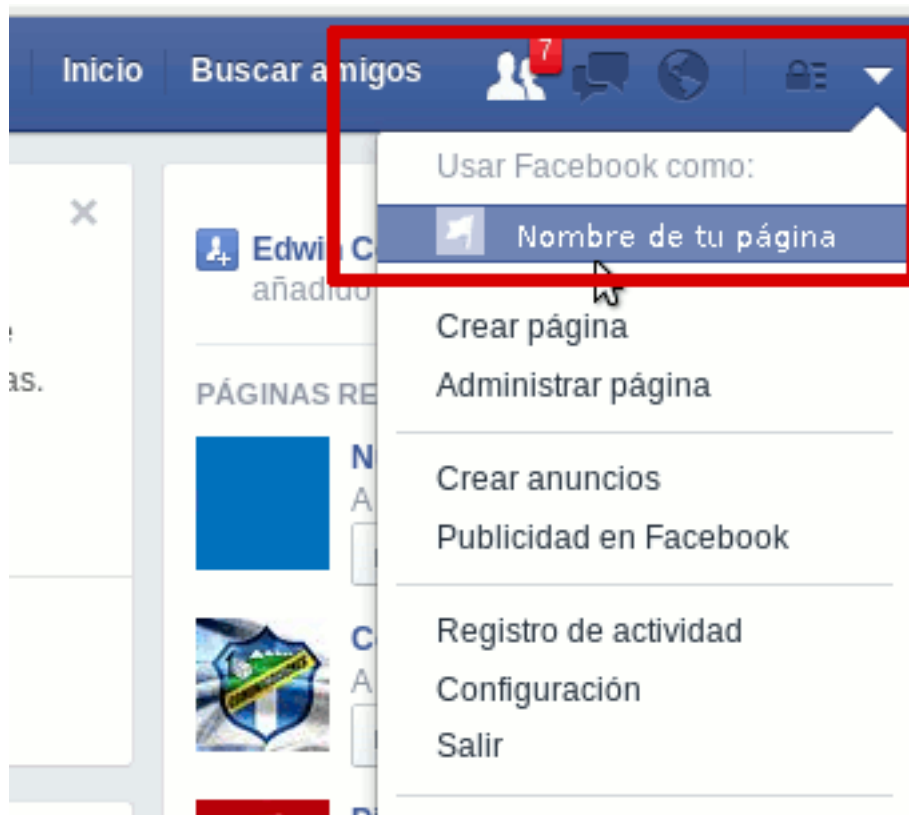 Inicio Buscar amigos 7
Usar Facebook como:
Nombre de tu página
Edwin C
añadido
as.
Crear página
Administrar página
PÁGINAS RE
N
A
Crear anuncios
Publicidad en Facebook
C
A
Registro de actividad
Configuración
Salir